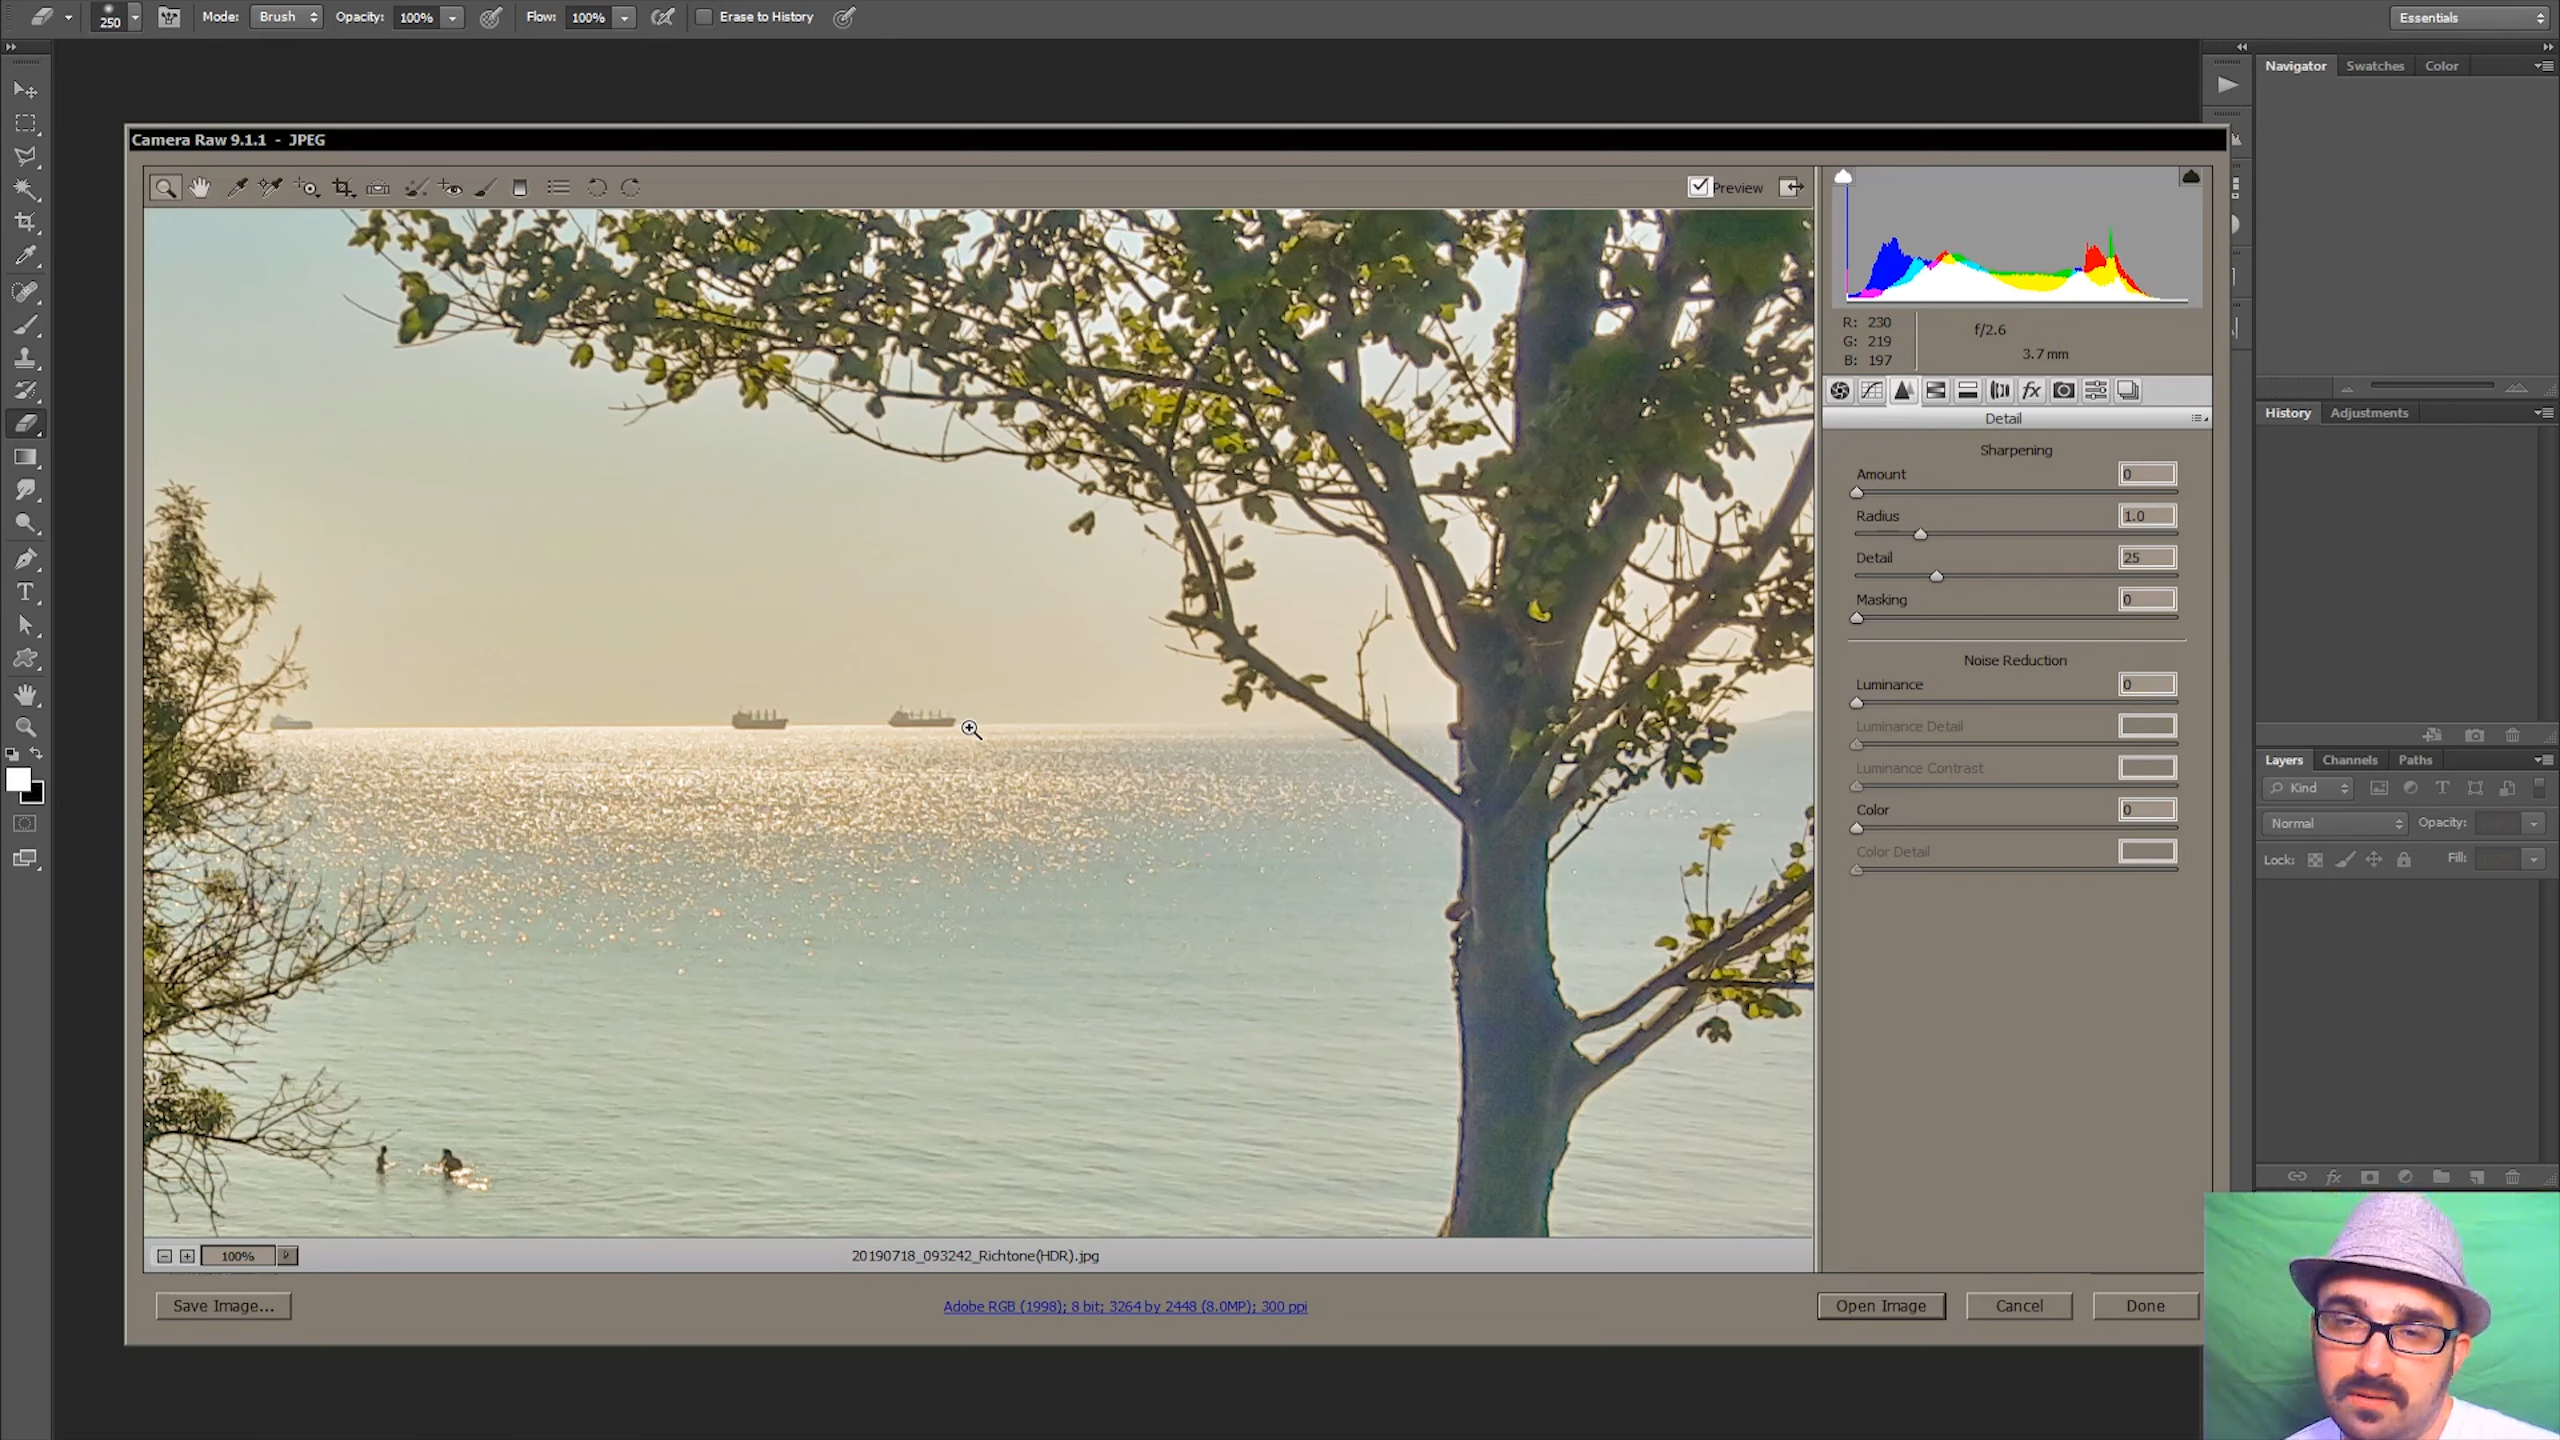 250 Mode: Brush Opacity: 100% Flow: 100% Erase to History Essentials
Navigator Swatches Color
Camera Raw 9.1.1 - JPEG
Preview
R: 230
G: 219
B: 197
f/2.6
3.7 mm
Detail
Sharpening
Amount 0
Radius 1.0
Detail 25
Masking 0
Noise Reduction
Luminance 0
Luminance Detail
Luminance Contrast
Color 0
Color Detail
History Adjustments
Layers Channels Paths
Kind
Normal Opacity:
Lock: Fill:
100% 20190718_093242_Richtone(HDR).jpg
Save Image... Adobe RGB (1998); 8 bit; 3264 by 2448 (8.0MP); 300 ppi Open Image Cancel Done